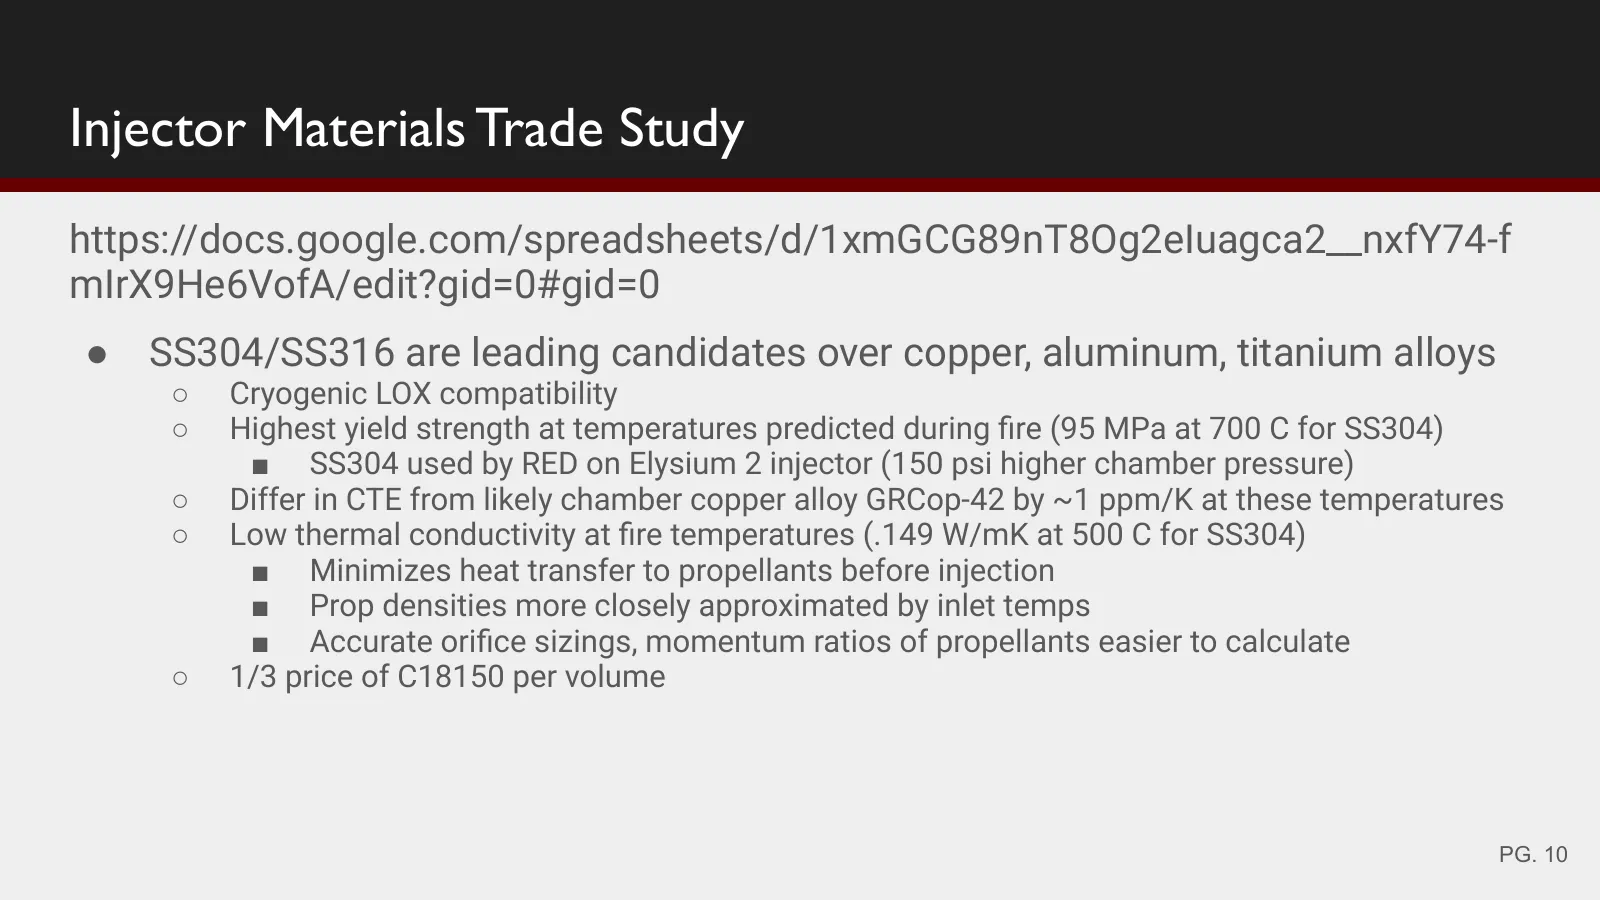 Injector Materials Trade Study
https://docs.google.com/spreadsheets/d/1xmGCG89nT8Og2eIuagca2__nxfY74-f
mIrX9He6VofA/edit?gid=0#gid=0
● SS304/SS316 are leading candidates over copper, aluminum, titanium alloys
○ Cryogenic LOX compatibility
○ Highest yield strength at temperatures predicted during fire (95 MPa at 700 C for SS304)
■ SS304 used by RED on Elysium 2 injector (150 psi higher chamber pressure)
○ Differ in CTE from likely chamber copper alloy GRCop-42 by ~1 ppm/K at these temperatures
○ Low thermal conductivity at fire temperatures (.149 W/mK at 500 C for SS304)
■ Minimizes heat transfer to propellants before injection
■ Prop densities more closely approximated by inlet temps
■ Accurate orifice sizings, momentum ratios of propellants easier to calculate
○ 1/3 price of C18150 per volume
PG. 10